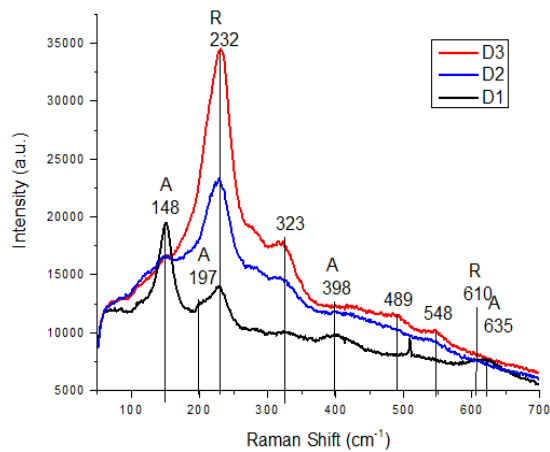 R
232
35000
30000
25000
20000
15000
10000
5000
Intensity (a.u.)
D3
D2
D1
A
148
A
197
323
A
398
489
548
R
610
A
635
100
200
300
400
500
600
700
Raman Shift (cm⁻¹)